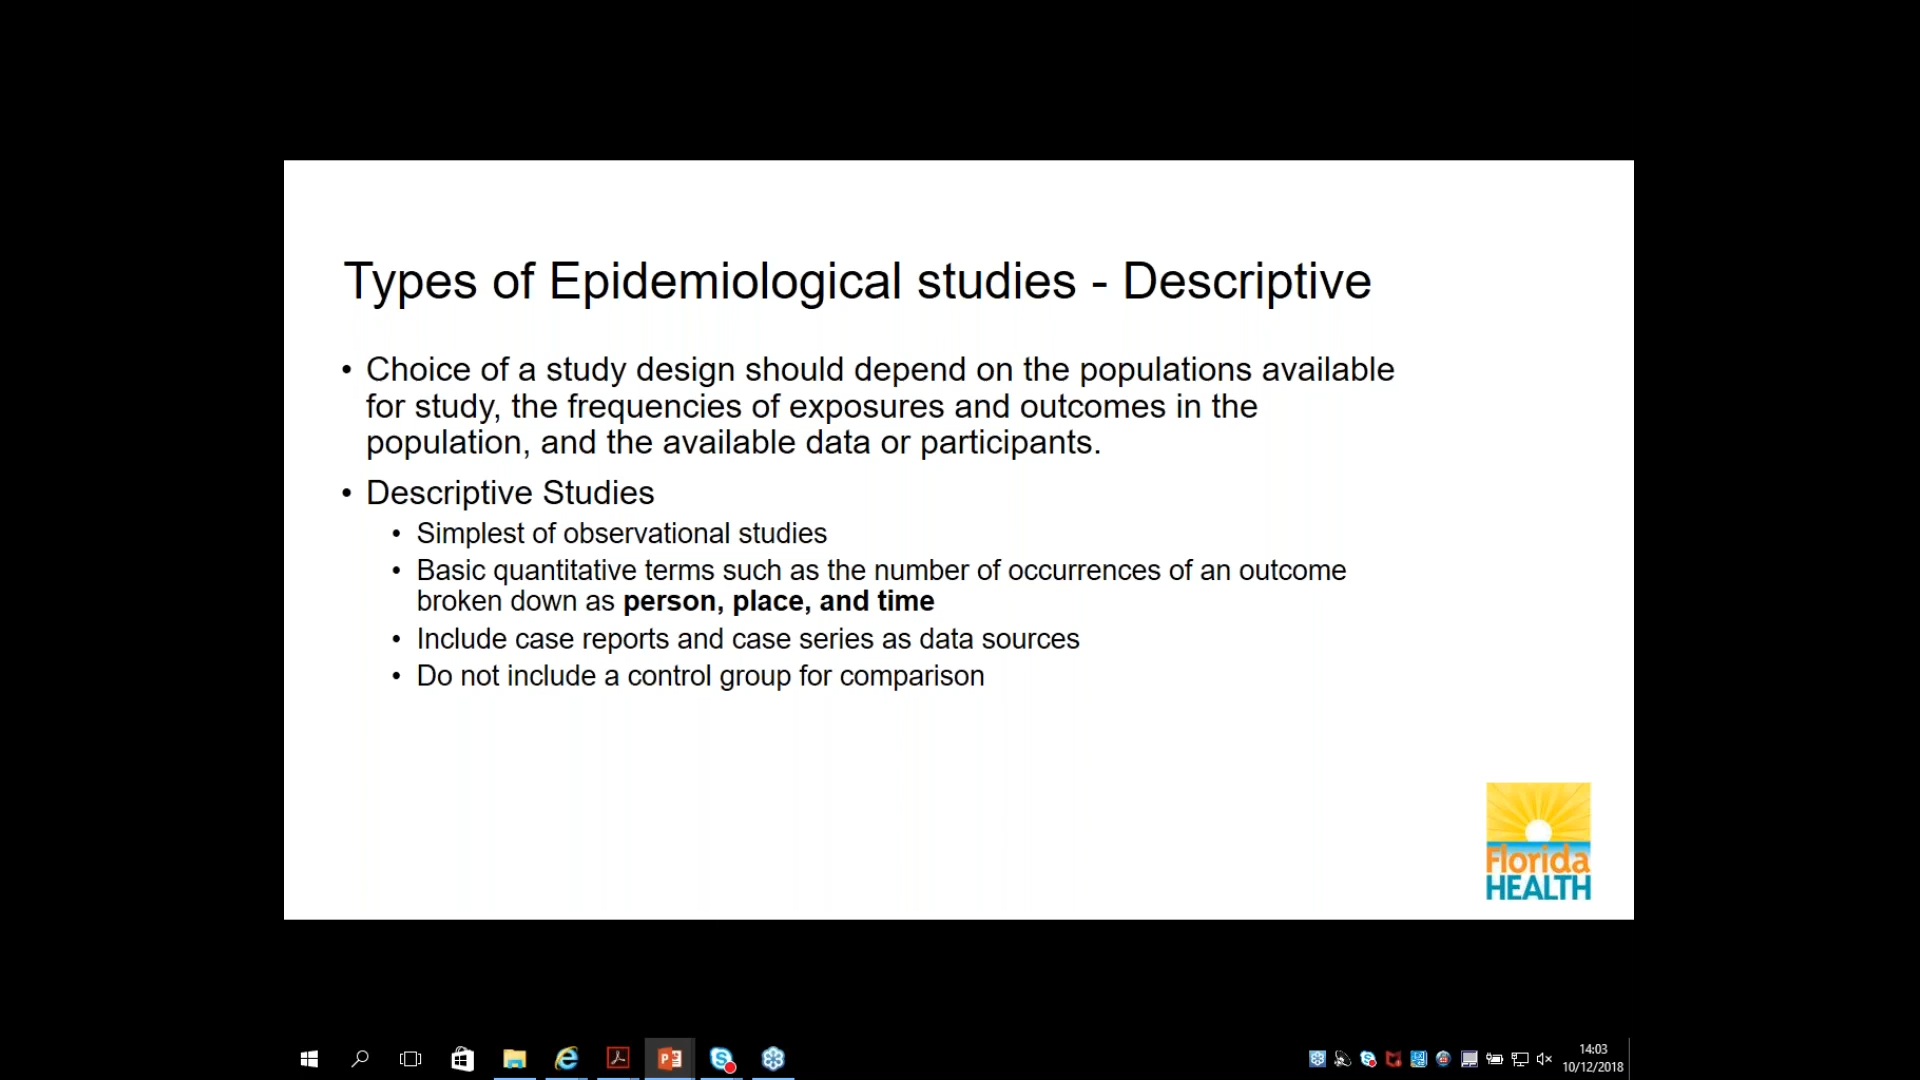 Types of Epidemiological studies - Descriptive
• Choice of a study design should depend on the populations available
for study, the frequencies of exposures and outcomes in the
population, and the available data or participants.
• Descriptive Studies
• Simplest of observational studies
• Basic quantitative terms such as the number of occurrences of an outcome
broken down as person, place, and time
• Include case reports and case series as data sources
• Do not include a control group for comparison
Florida
HEALTH
14:03
10/12/2018